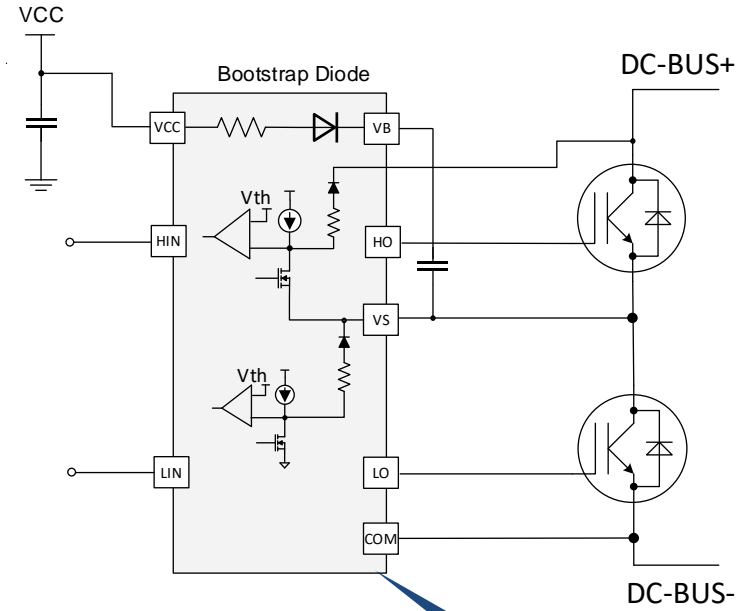 VCC
DC-BUS+
Bootstrap Diode
VCC
VB
Vth
HIN
HO
VS
Vth
LIN
LO
COM
DC-BUS-